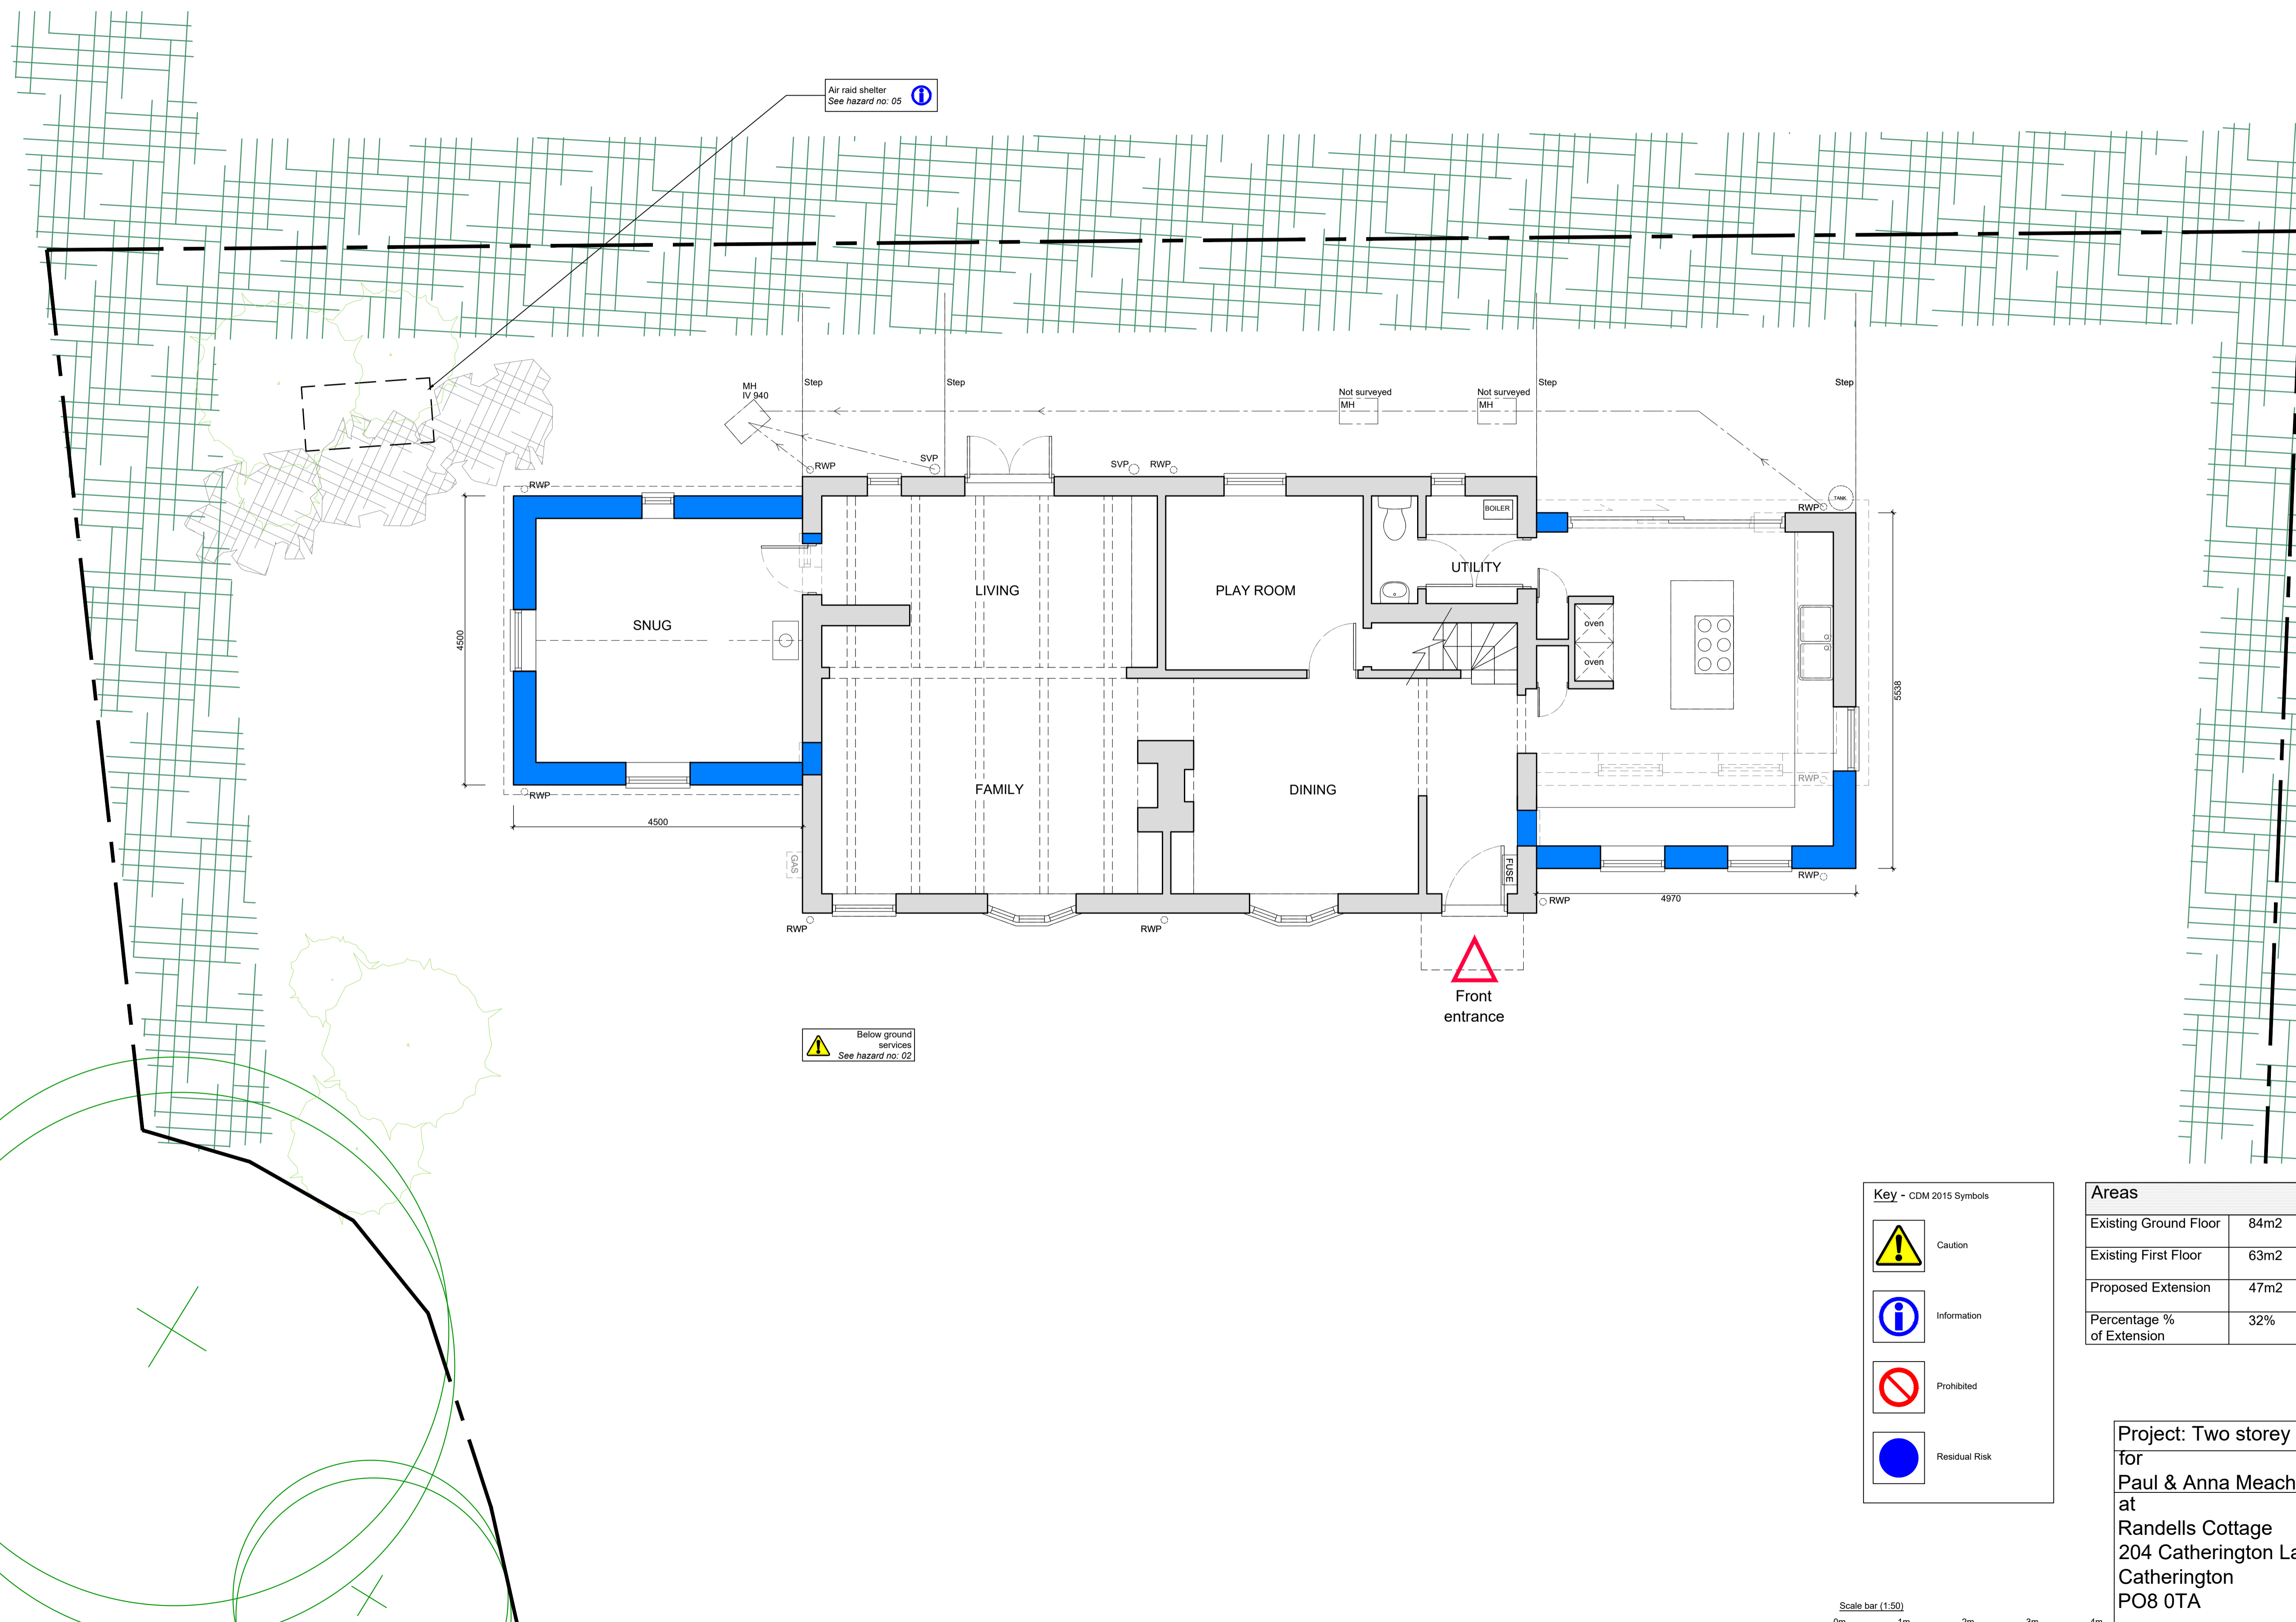 Air raid shelter
See hazard no: 05
MH
IV 940
Step
Step
Not surveyed
MH
Not surveyed
MH
Step
Step
RWP
SVP
SVP
RWP
RWP
TANK
RWP
BOILER
LIVING
PLAY ROOM
UTILITY
SNUG
oven
oven
4500
5538
FAMILY
DINING
RWP
RWP
4500
GAS
FUSE
RWP
RWP
4970
RWP
RWP
Front
entrance
Below ground
services
See hazard no: 02
Key - CDM 2015 Symbols
Caution
Information
Prohibited
Residual Risk
Areas
Existing Ground Floor 84m2
Existing First Floor 63m2
Proposed Extension 47m2
Percentage % 32%
of Extension
Project: Two storey
for
Paul & Anna Meach
at
Randells Cottage
204 Catherington La
Catherington
PO8 0TA
Scale bar (1:50)
0m 1m 2m 3m 4m